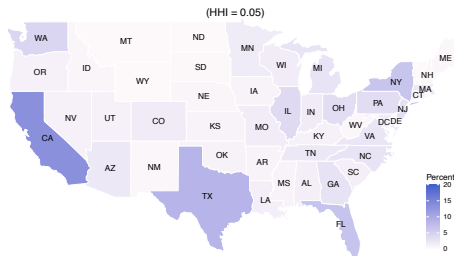 (HHI = 0.05)
WA
MT
ND
MN
ME
OR
ID
SD
WI
MI
NH
NY
MA
CT
WY
IA
NE
IL
IN
OH
PA
NJ
NV
UT
CO
KS
MO
KY
WV
DC
DE
VA
CA
AZ
NM
OK
AR
TN
NC
SC
TX
LA
MS
AL
GA
FL
Percent
20
15
10
5
0